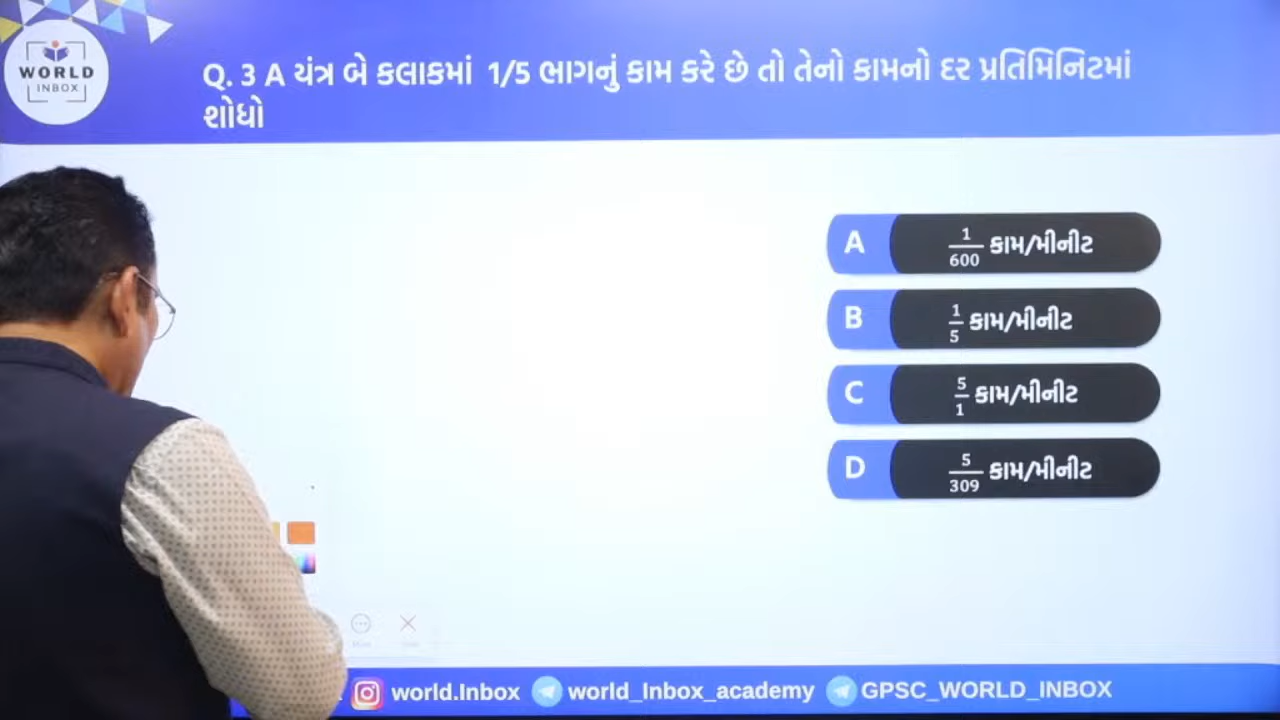 WORLD
INBOX
Q. 3 A યંત્ર બે કલાકમાં 1/5 ભાગનું કામ કરે છે તો તેનો કામનો દર પ્રતિમિનિટમાં
શોધો
A 1/600 કામ/મીનીટ
B 1/5 કામ/મીનીટ
C 5/1 કામ/મીનીટ
D 5/309 કામ/મીનીટ
world.Inbox world_Inbox_academy GPSC_WORLD_INBOX